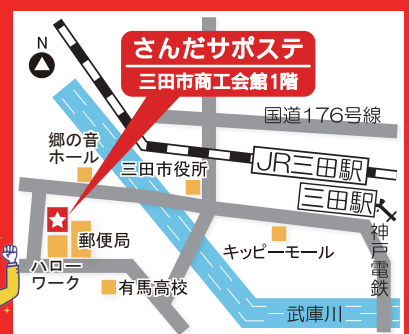 N
さんだサポステ
三田市商工会館1階
国道176号線
郷の音
ホール
三田市役所
JR三田駅
三田駅
神戸電鉄
郵便局
キッピーモール
ハロー
ワーク
有馬高校
武庫川